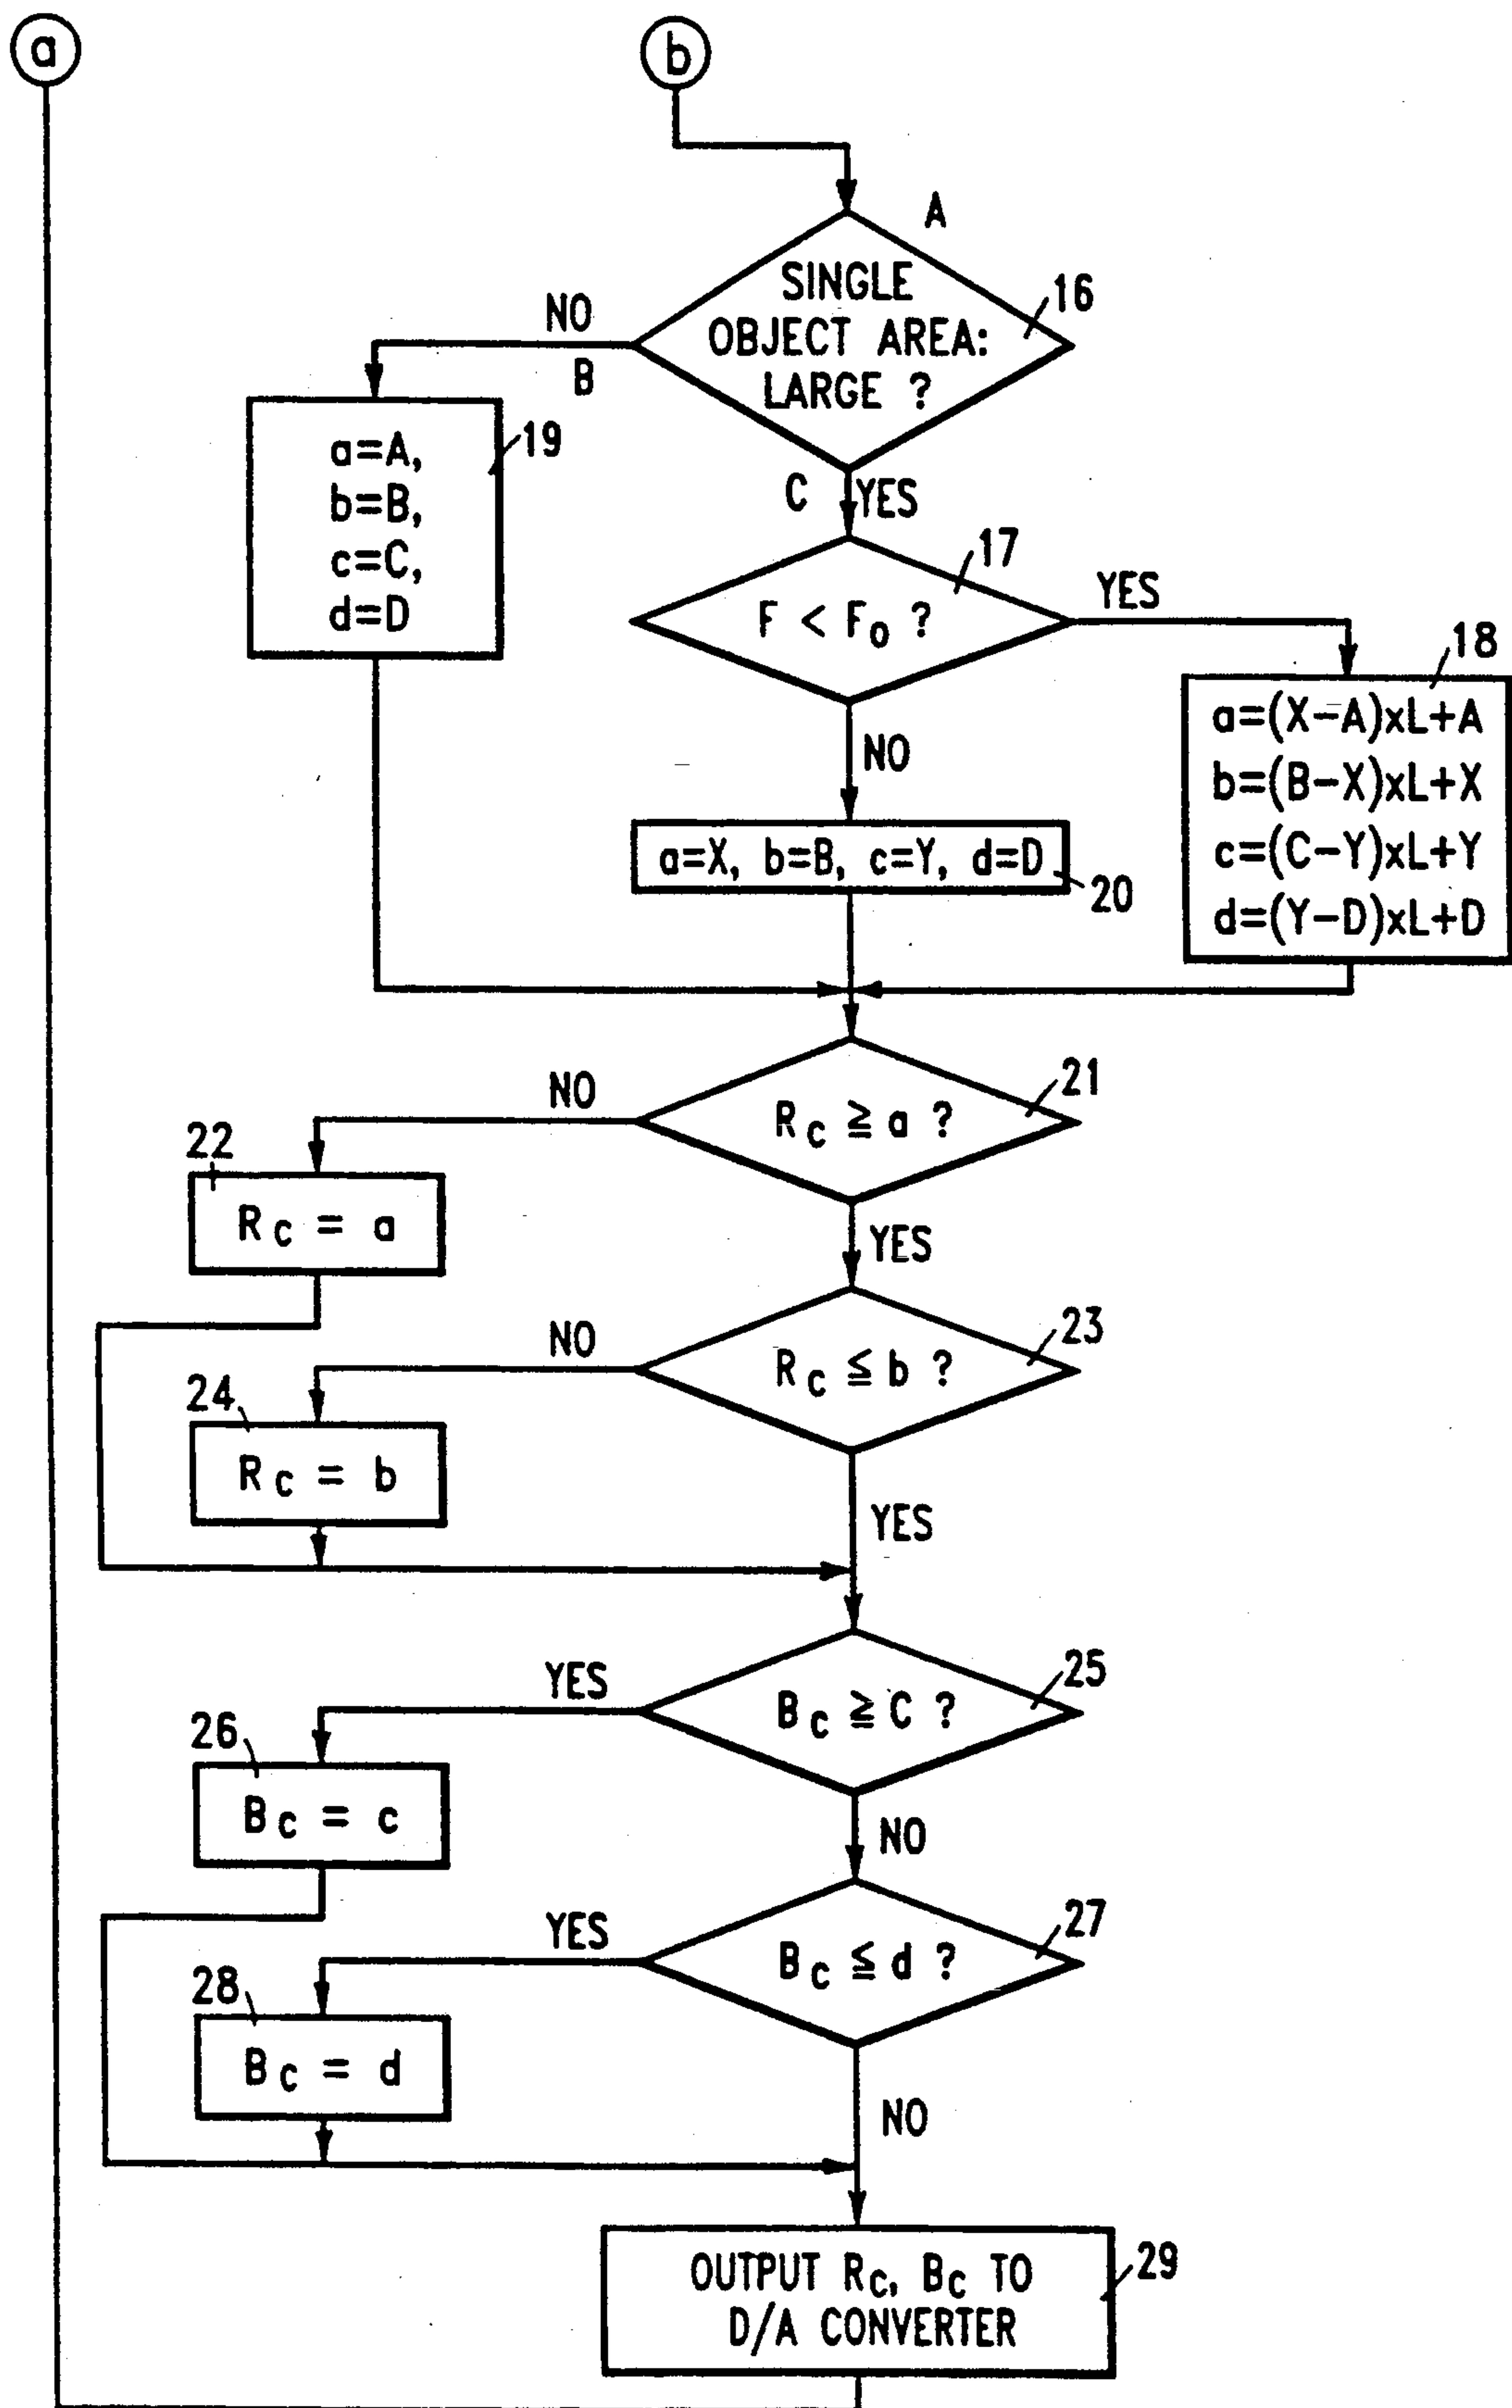 a
b
A
SINGLE
OBJECT AREA:
LARGE ?
16
NO
B
a=A,
b=B,
c=C,
d=D
19
C
YES
F < F₀ ?
17
YES
18
a=(X-A)xL+A
b=(B-X)xL+X
c=(C-Y)xL+Y
d=(Y-D)xL+D
NO
a=X, b=B, c=Y, d=D
20
Rc ≧ a ?
21
NO
22
Rc = a
YES
Rc ≦ b ?
23
NO
24
Rc = b
YES
Bc ≧ C ?
25
YES
26
Bc = c
NO
Bc ≦ d ?
27
YES
28
Bc = d
NO
OUTPUT Rc, Bc TO
D/A CONVERTER
29